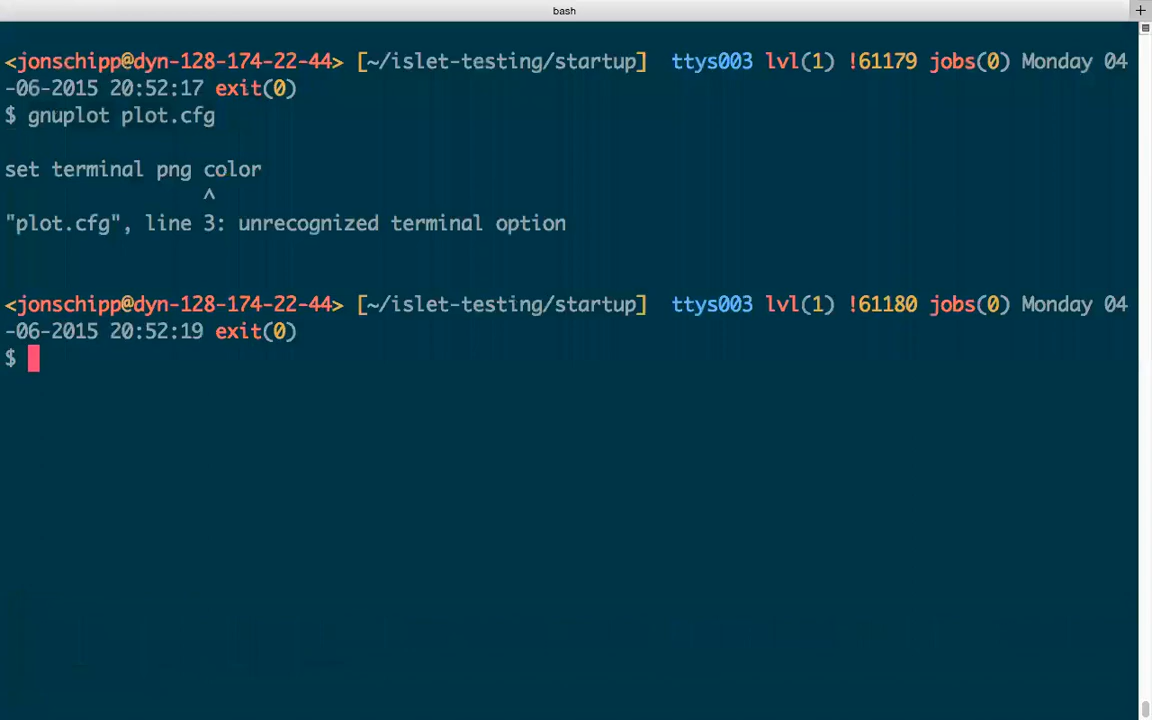 bash
<jonschipp@dyn-128-174-22-44> [~/islet-testing/startup]  ttys003 lvl(1) !61179 jobs(0) Monday 04
-06-2015 20:52:17 exit(0)
$ gnuplot plot.cfg
set terminal png color
^
"plot.cfg", line 3: unrecognized terminal option
<jonschipp@dyn-128-174-22-44> [~/islet-testing/startup]  ttys003 lvl(1) !61180 jobs(0) Monday 04
-06-2015 20:52:19 exit(0)
$